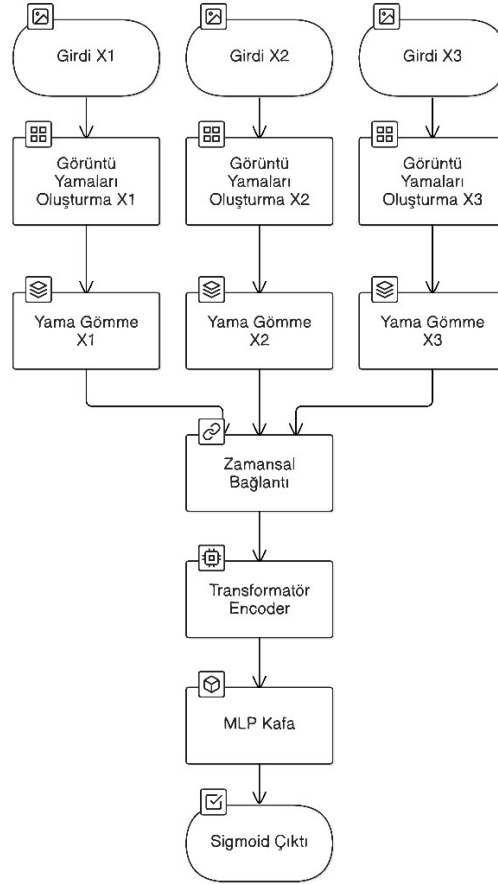 Girdi X1
Girdi X2
Girdi X3
Görüntü
Yamaları
Oluşturma X1
Görüntü
Yamaları
Oluşturma X2
Görüntü
Yamaları
Oluşturma X3
Yama Gömme
X1
Yama Gömme
X2
Yama Gömme
X3
Zamansal
Bağlantı
Transformatör
Encoder
MLP Kafa
Sigmoid Çıktı